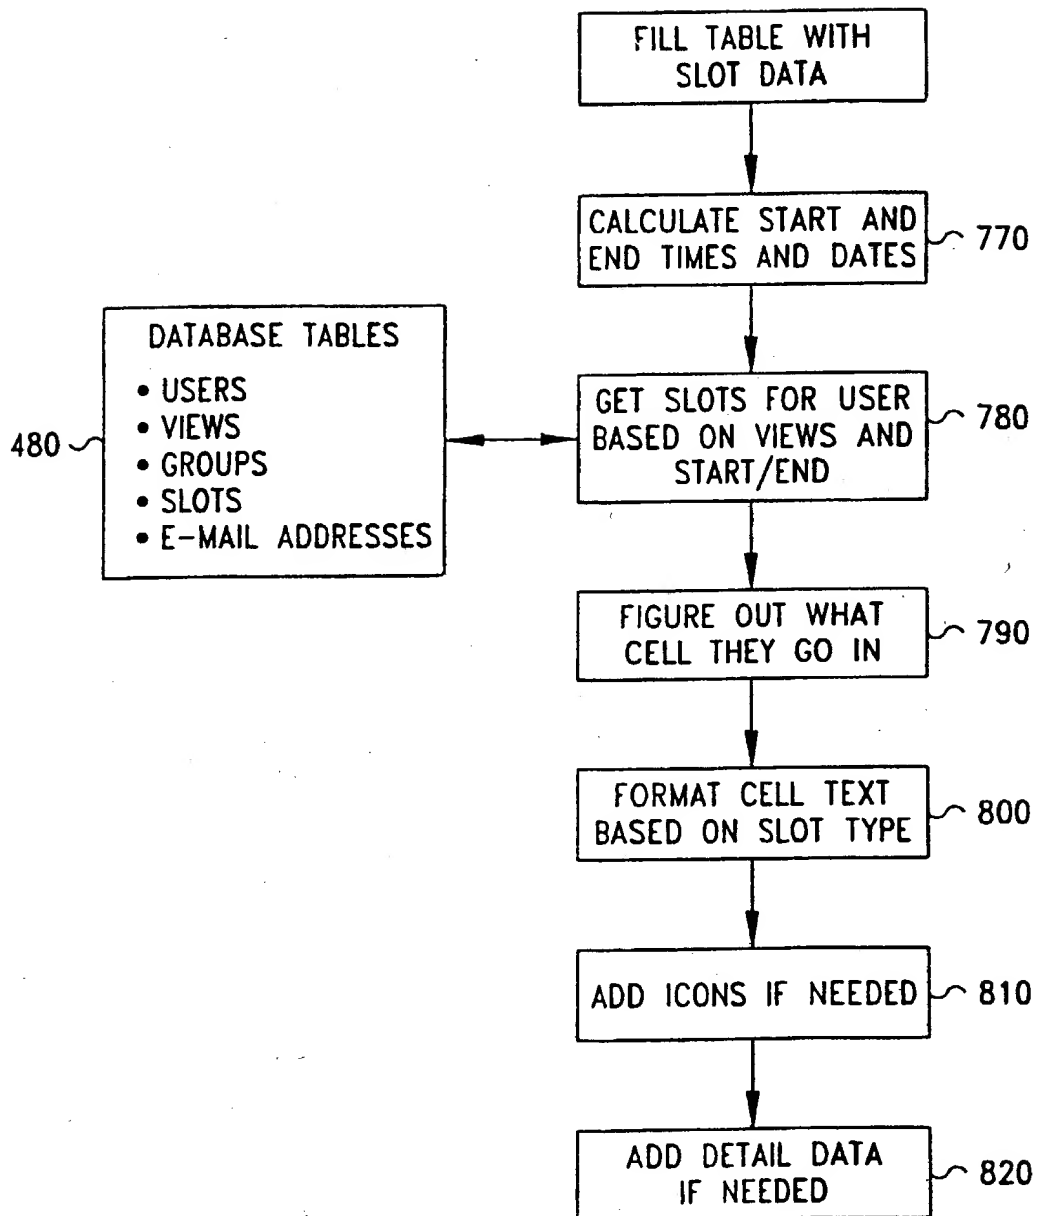 FILL TABLE WITH
SLOT DATA
CALCULATE START AND
END TIMES AND DATES
770
DATABASE TABLES
• USERS
• VIEWS
• GROUPS
• SLOTS
• E-MAIL ADDRESSES
480
GET SLOTS FOR USER
BASED ON VIEWS AND
START/END
780
FIGURE OUT WHAT
CELL THEY GO IN
790
FORMAT CELL TEXT
BASED ON SLOT TYPE
800
ADD ICONS IF NEEDED
810
ADD DETAIL DATA
IF NEEDED
820